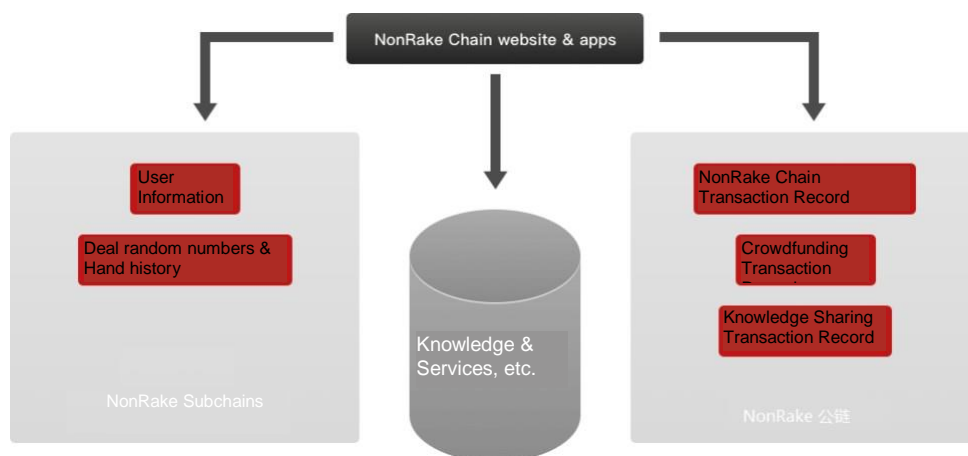 NonRake Chain website & apps
User
Information
Deal random numbers &
Hand history
NonRake Subchains
Knowledge &
Services, etc.
NonRake Chain
Transaction Record
Crowdfunding
Transaction
Knowledge Sharing
Transaction Record
NonRake 公链